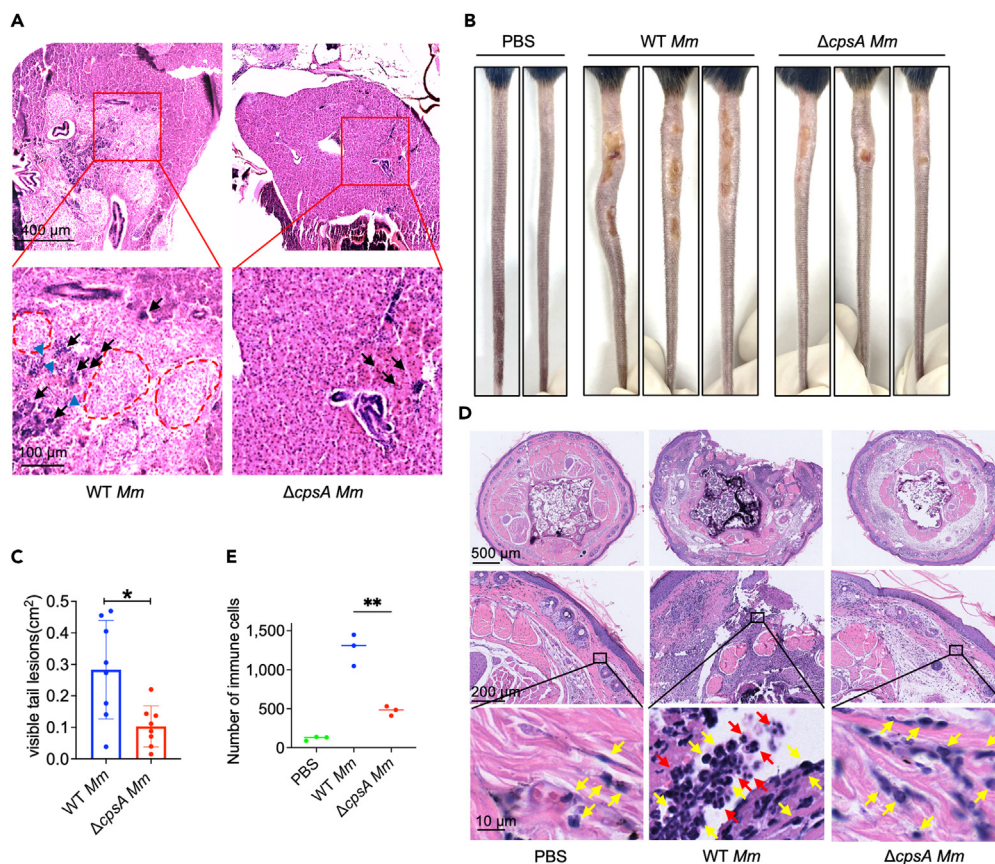 A
400 µm
100 µm
WT Mm
ΔcpsA Mm
B
PBS
WT Mm
ΔcpsA Mm
C
visible tail lesions(cm²)
0.5
0.4
0.3
0.2
0.1
0.0
*
WT Mm
ΔcpsA Mm
E
Number of immune cells
1,500
1,000
500
0
**
PBS
WT Mm
ΔcpsA Mm
D
500 µm
200 µm
10 µm
PBS
WT Mm
ΔcpsA Mm